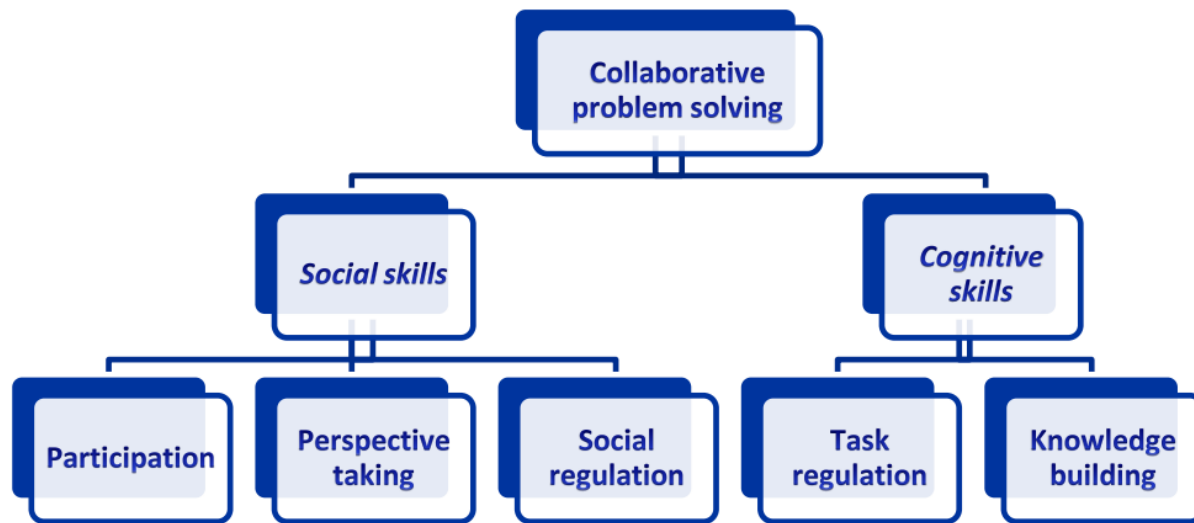 Collaborative
problem solving
Social skills
Cognitive
skills
Participation
Perspective
taking
Social
regulation
Task
regulation
Knowledge
building